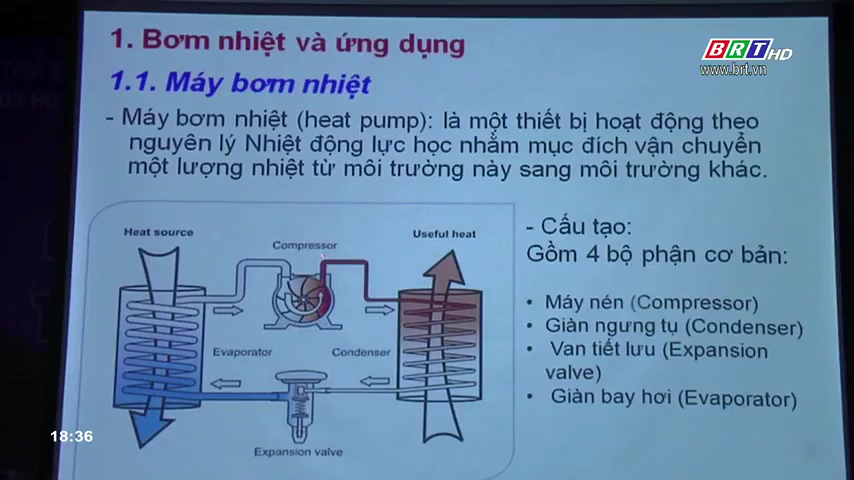 BRT HD
www.brt.vn
1. Bơm nhiệt và ứng dụng
1.1. Máy bơm nhiệt
- Máy bơm nhiệt (heat pump): là một thiết bị hoạt động theo
nguyên lý Nhiệt động lực học nhằm mục đích vận chuyển
một lượng nhiệt từ môi trường này sang môi trường khác.
Heat source
Compressor
Useful heat
Evaporator
Condenser
Expansion valve
- Cấu tạo:
Gồm 4 bộ phận cơ bản:
• Máy nén (Compressor)
• Giàn ngưng tụ (Condenser)
• Van tiết lưu (Expansion
valve)
• Giàn bay hơi (Evaporator)
18:36